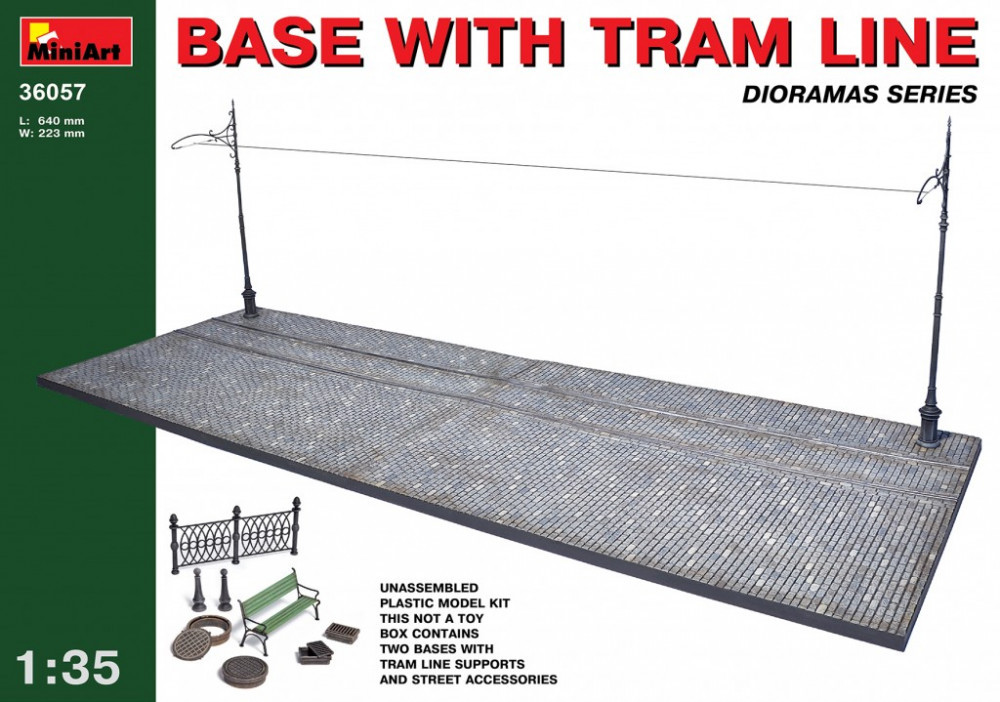 MiniArt
BASE WITH TRAM LINE
36057
DIORAMAS SERIES
L: 640 mm
W: 223 mm
UNASSEMBLED
PLASTIC MODEL KIT
THIS NOT A TOY
BOX CONTAINS
TWO BASES WITH
TRAM LINE SUPPORTS
AND STREET ACCESSORIES
1:35